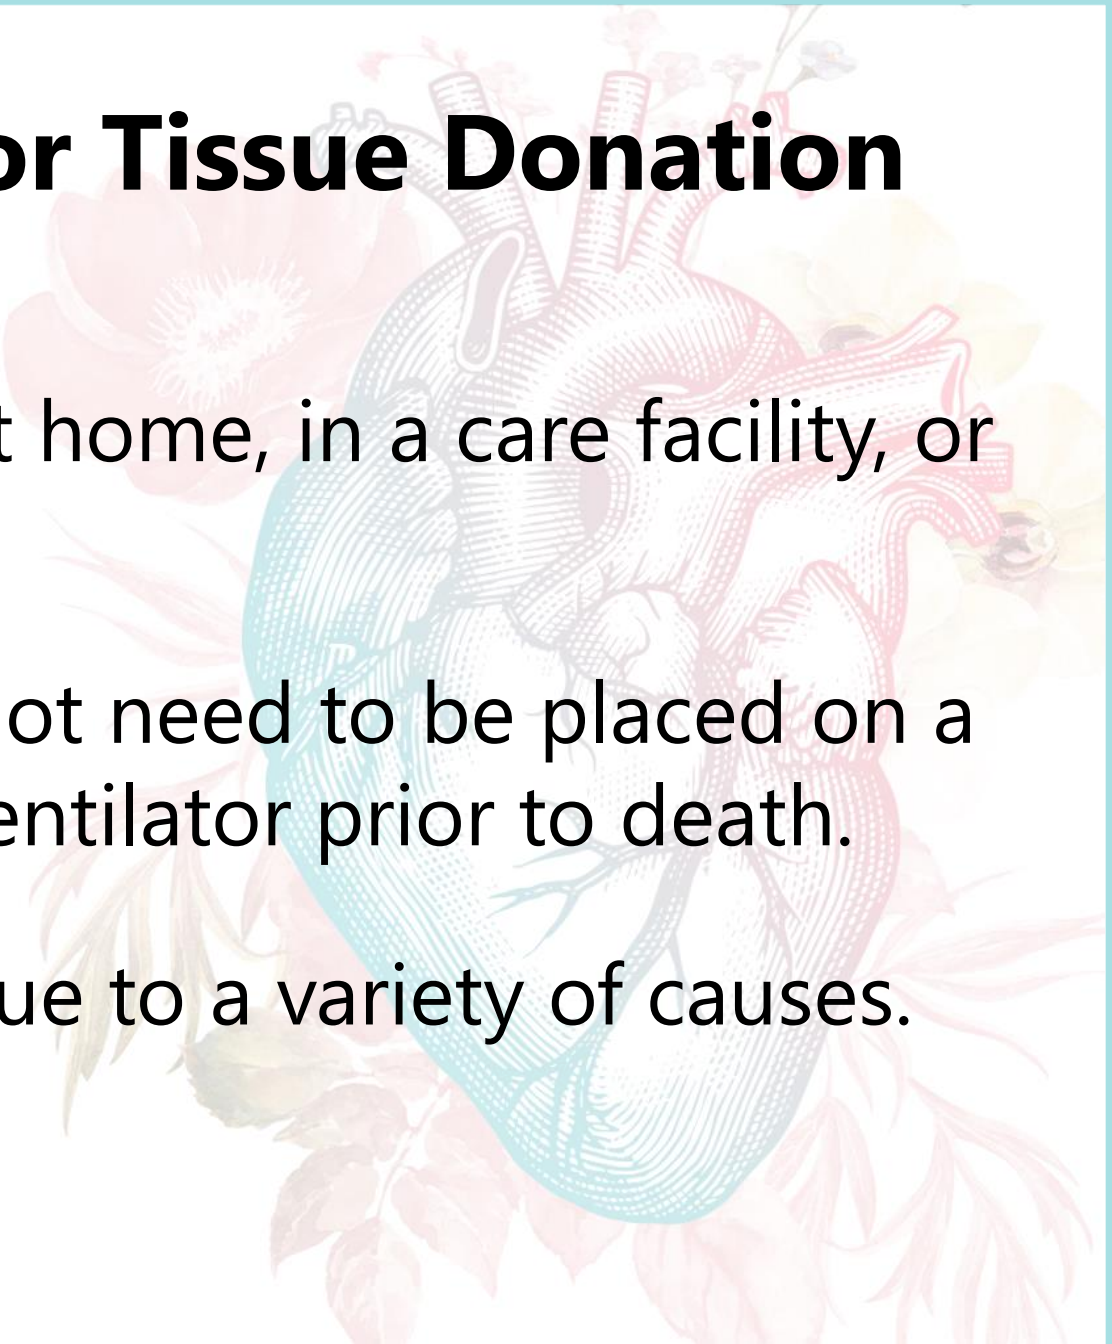 or Tissue Donation
t home, in a care facility, or
ot need to be placed on a
entilator prior to death.
ue to a variety of causes.